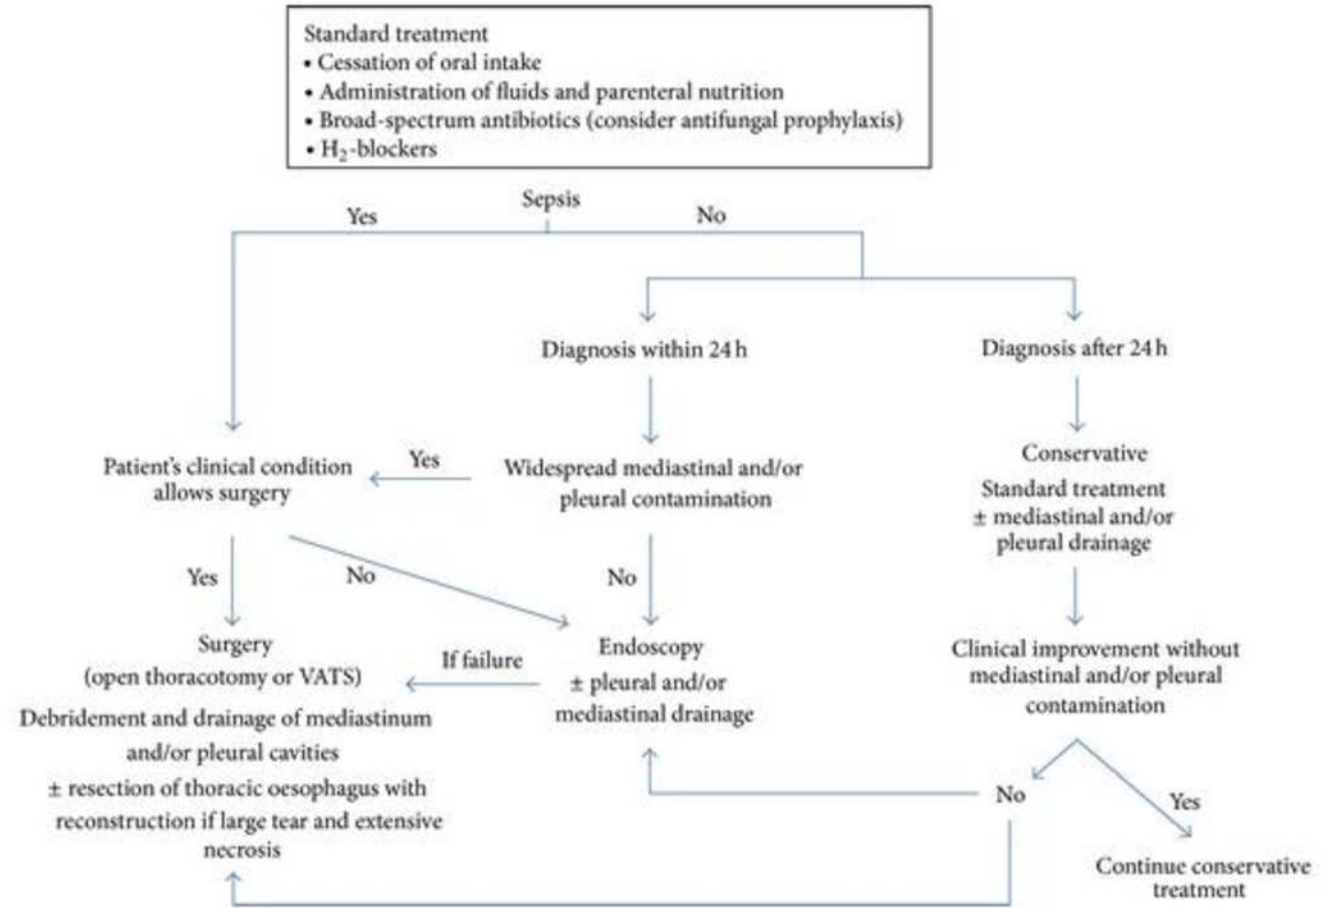 Standard treatment
• Cessation of oral intake
• Administration of fluids and parenteral nutrition
• Broad-spectrum antibiotics (consider antifungal prophylaxis)
• H₂-blockers
Sepsis
Yes
No
Diagnosis within 24 h
Diagnosis after 24 h
Patient's clinical condition
allows surgery
Yes
Widespread mediastinal and/or
pleural contamination
Conservative
Standard treatment
± mediastinal and/or
pleural drainage
Yes
No
No
Surgery
(open thoracotomy or VATS)
Debridement and drainage of mediastinum
and/or pleural cavities
± resection of thoracic oesophagus with
reconstruction if large tear and extensive
necrosis
If failure
Endoscopy
± pleural and/or
mediastinal drainage
Clinical improvement without
mediastinal and/or pleural
contamination
No
Yes
Continue conservative
treatment